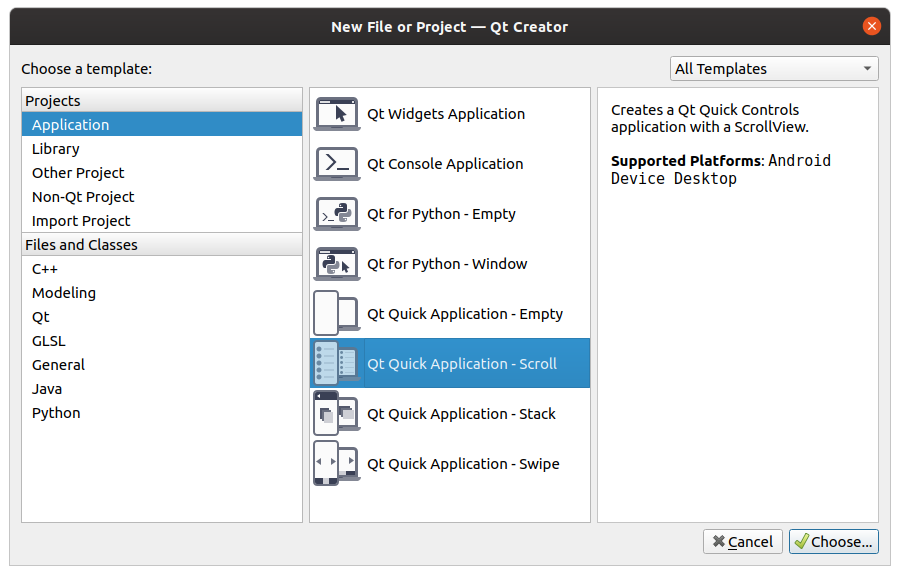 New File or Project — Qt Creator
Choose a template:
All Templates
Projects
Application
Library
Other Project
Non-Qt Project
Import Project
Files and Classes
C++
Modeling
Qt
GLSL
General
Java
Python
Qt Widgets Application
Qt Console Application
Qt for Python - Empty
Qt for Python - Window
Qt Quick Application - Empty
Qt Quick Application - Scroll
Qt Quick Application - Stack
Qt Quick Application - Swipe
Creates a Qt Quick Controls
application with a ScrollView.
Supported Platforms: Android
Device Desktop
Cancel
Choose...